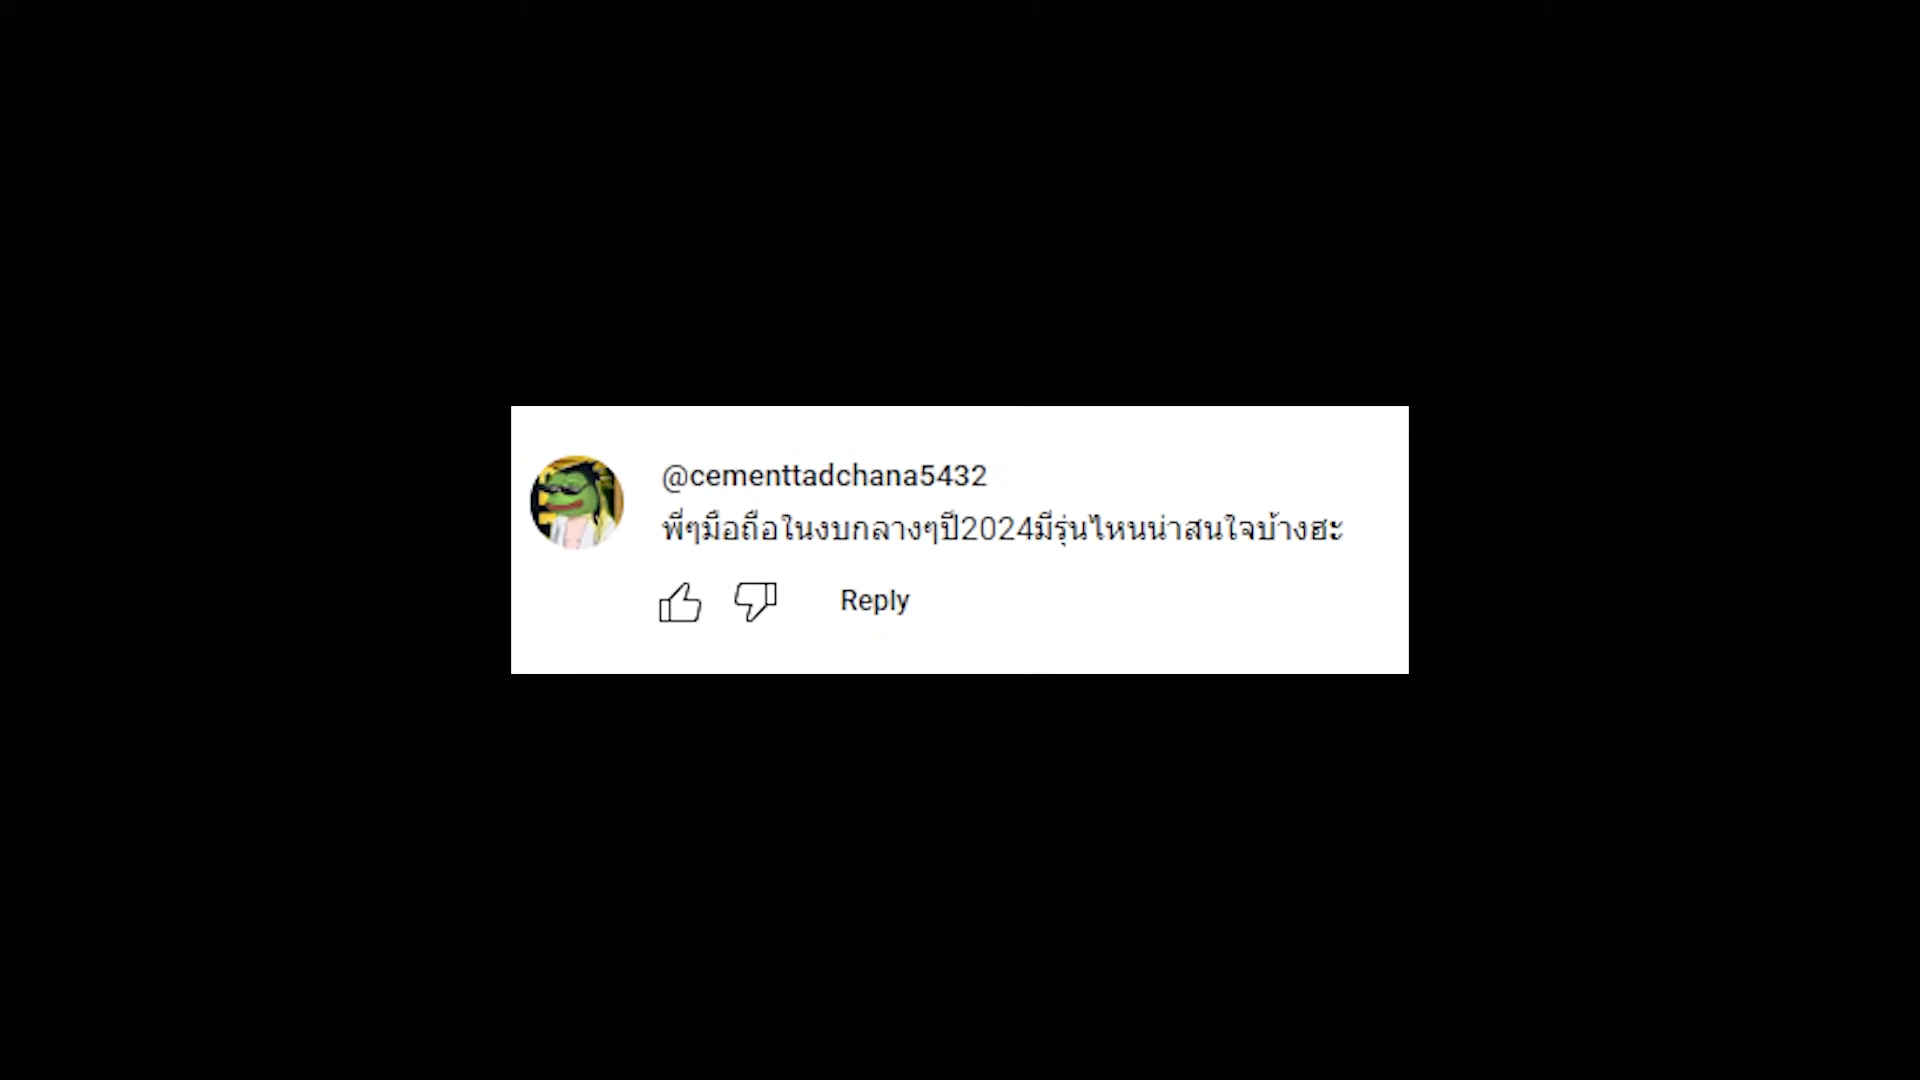 @cementtadchana5432
พี่ๆมือถือในงบกลางๆปี2024มีรุ่นไหนน่าสนใจบ้างฮะ
Reply